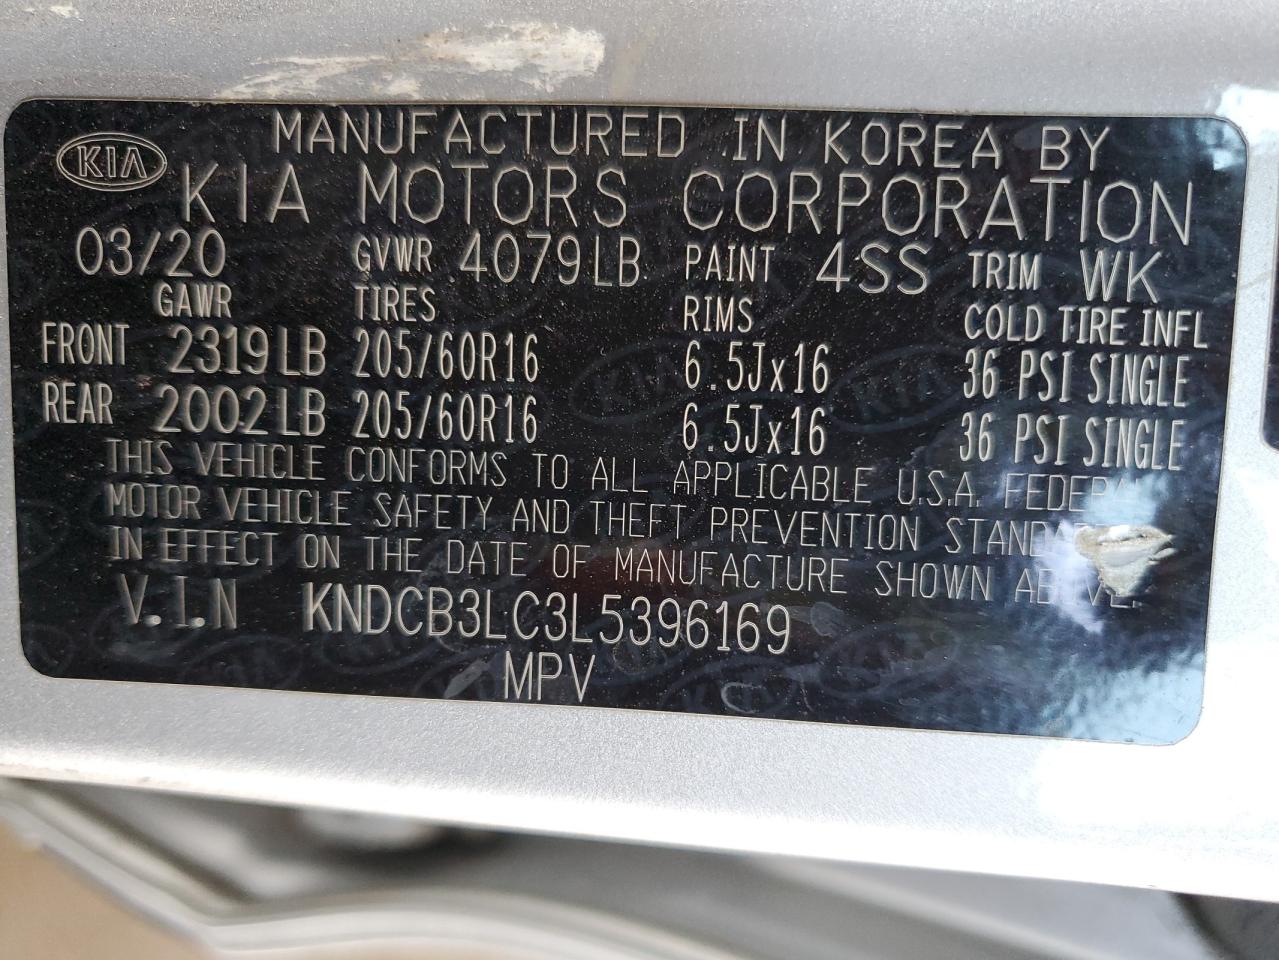 MANUFACTURED IN KOREA BY
KIA KIA MOTORS CORPORATION
03/20 GVWR 4079LB PAINT 4SS TRIM WK
GAWR TIRES RIMS COLD TIRE INFL
FRONT 2319LB 205/60R16 6.5Jx16 36 PSI SINGLE
REAR 2002LB 205/60R16 6.5Jx16 36 PSI SINGLE
THIS VEHICLE CONFORMS TO ALL APPLICABLE U.S.A. FEDERAL
MOTOR VEHICLE SAFETY AND THEFT PREVENTION
IN EFFECT ON THE DATE OF MANUFACTURE SHOWN ABOVE.
V.I.N KNDCB3LC3L5396169
MPV